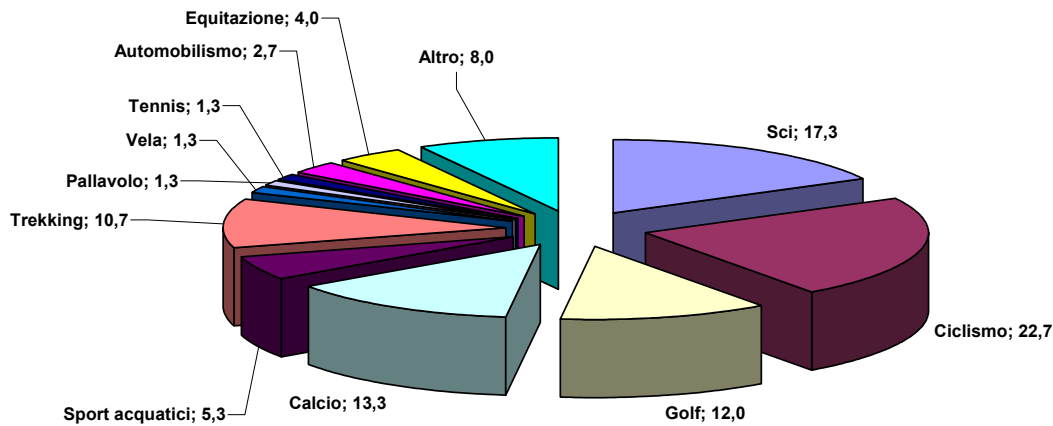 Equitazione; 4,0
Automobilismo; 2,7
Altro; 8,0
Tennis; 1,3
Sci; 17,3
Vela; 1,3
Pallavolo; 1,3
Trekking; 10,7
Ciclismo; 22,7
Calcio; 13,3
Sport acquatici; 5,3
Golf; 12,0